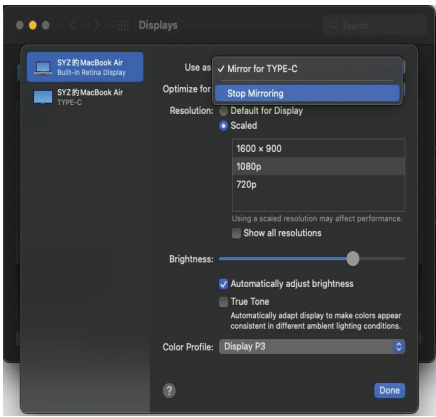 Displays
Search
SYZ的MacBook Air
Built-in Retina Display
SYZ的MacBook Air
TYPE-C
Use as
✓ Mirror for TYPE-C
Stop Mirroring
Optimize for
Resolution:
Default for Display
Scaled
1600 × 900
1080p
720p
Using a scaled resolution may affect performance.
Show all resolutions
Brightness:
Automatically adjust brightness
True Tone
Automatically adapt display to make colors appear
consistent in different ambient lighting conditions.
Color Profile:
Display P3
?
Done